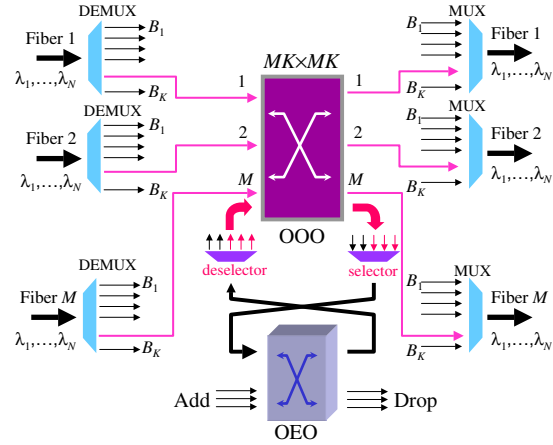 DEMUX
MUX
Fiber 1
B1
B1
Fiber 1
λ1,…,λN
BK
MK×MK
BK
λ1,…,λN
DEMUX
1
1
MUX
Fiber 2
B1
2
2
B1
Fiber 2
λ1,…,λN
BK
M
M
BK
λ1,…,λN
OOO
DEMUX
deselector
selector
MUX
Fiber M
B1
B1
Fiber M
λ1,…,λN
BK
BK
λ1,…,λN
Add
Drop
OEO